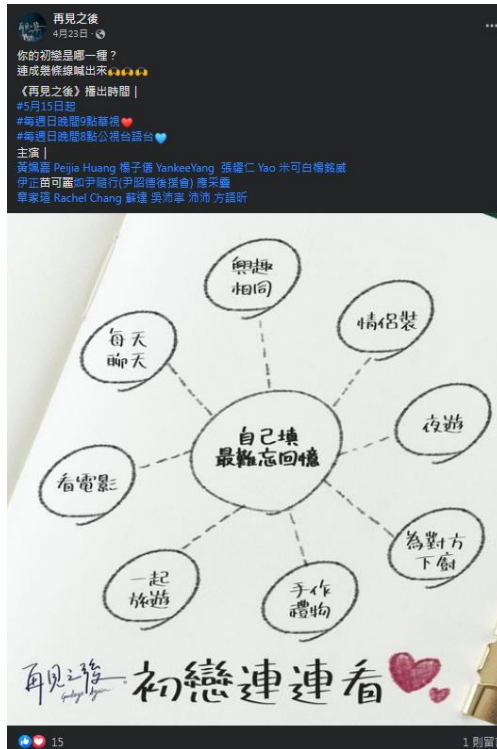 再見之後
4月23日
你的初戀是哪一種？
連成幾條線喊出來
《再見之後》播出時間 |
#5月15日起
#每週日晚間9點華視
#每週日晚間8點公視台語台
主演 |
黃姵嘉 Peijia Huang 楊子儀 YankeeYang 張耀仁 Yao 米可白楊銘威
伊正苗可麗如尹隨行(尹昭德後援會) 應采靈
章家瑄 Rachel Chang 蘇達 吳沛寧 沛沛 方語昕
興趣
相同
情侶裝
每天
聊天
自己填
最難忘回憶
夜遊
看電影
為對方
下廚
一起
旅遊
手作
禮物
再見之後
Goodbye Again
初戀連連看
15
1 則留